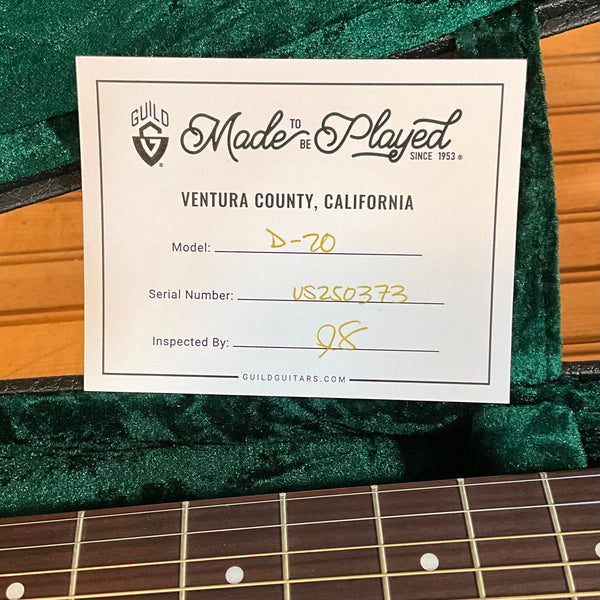 GUILD
G
®
Made TO BE Played
SINCE 1953 ®
VENTURA COUNTY, CALIFORNIA
Model: D-20
Serial Number: US250373
Inspected By:
GUILDGUITARS.COM